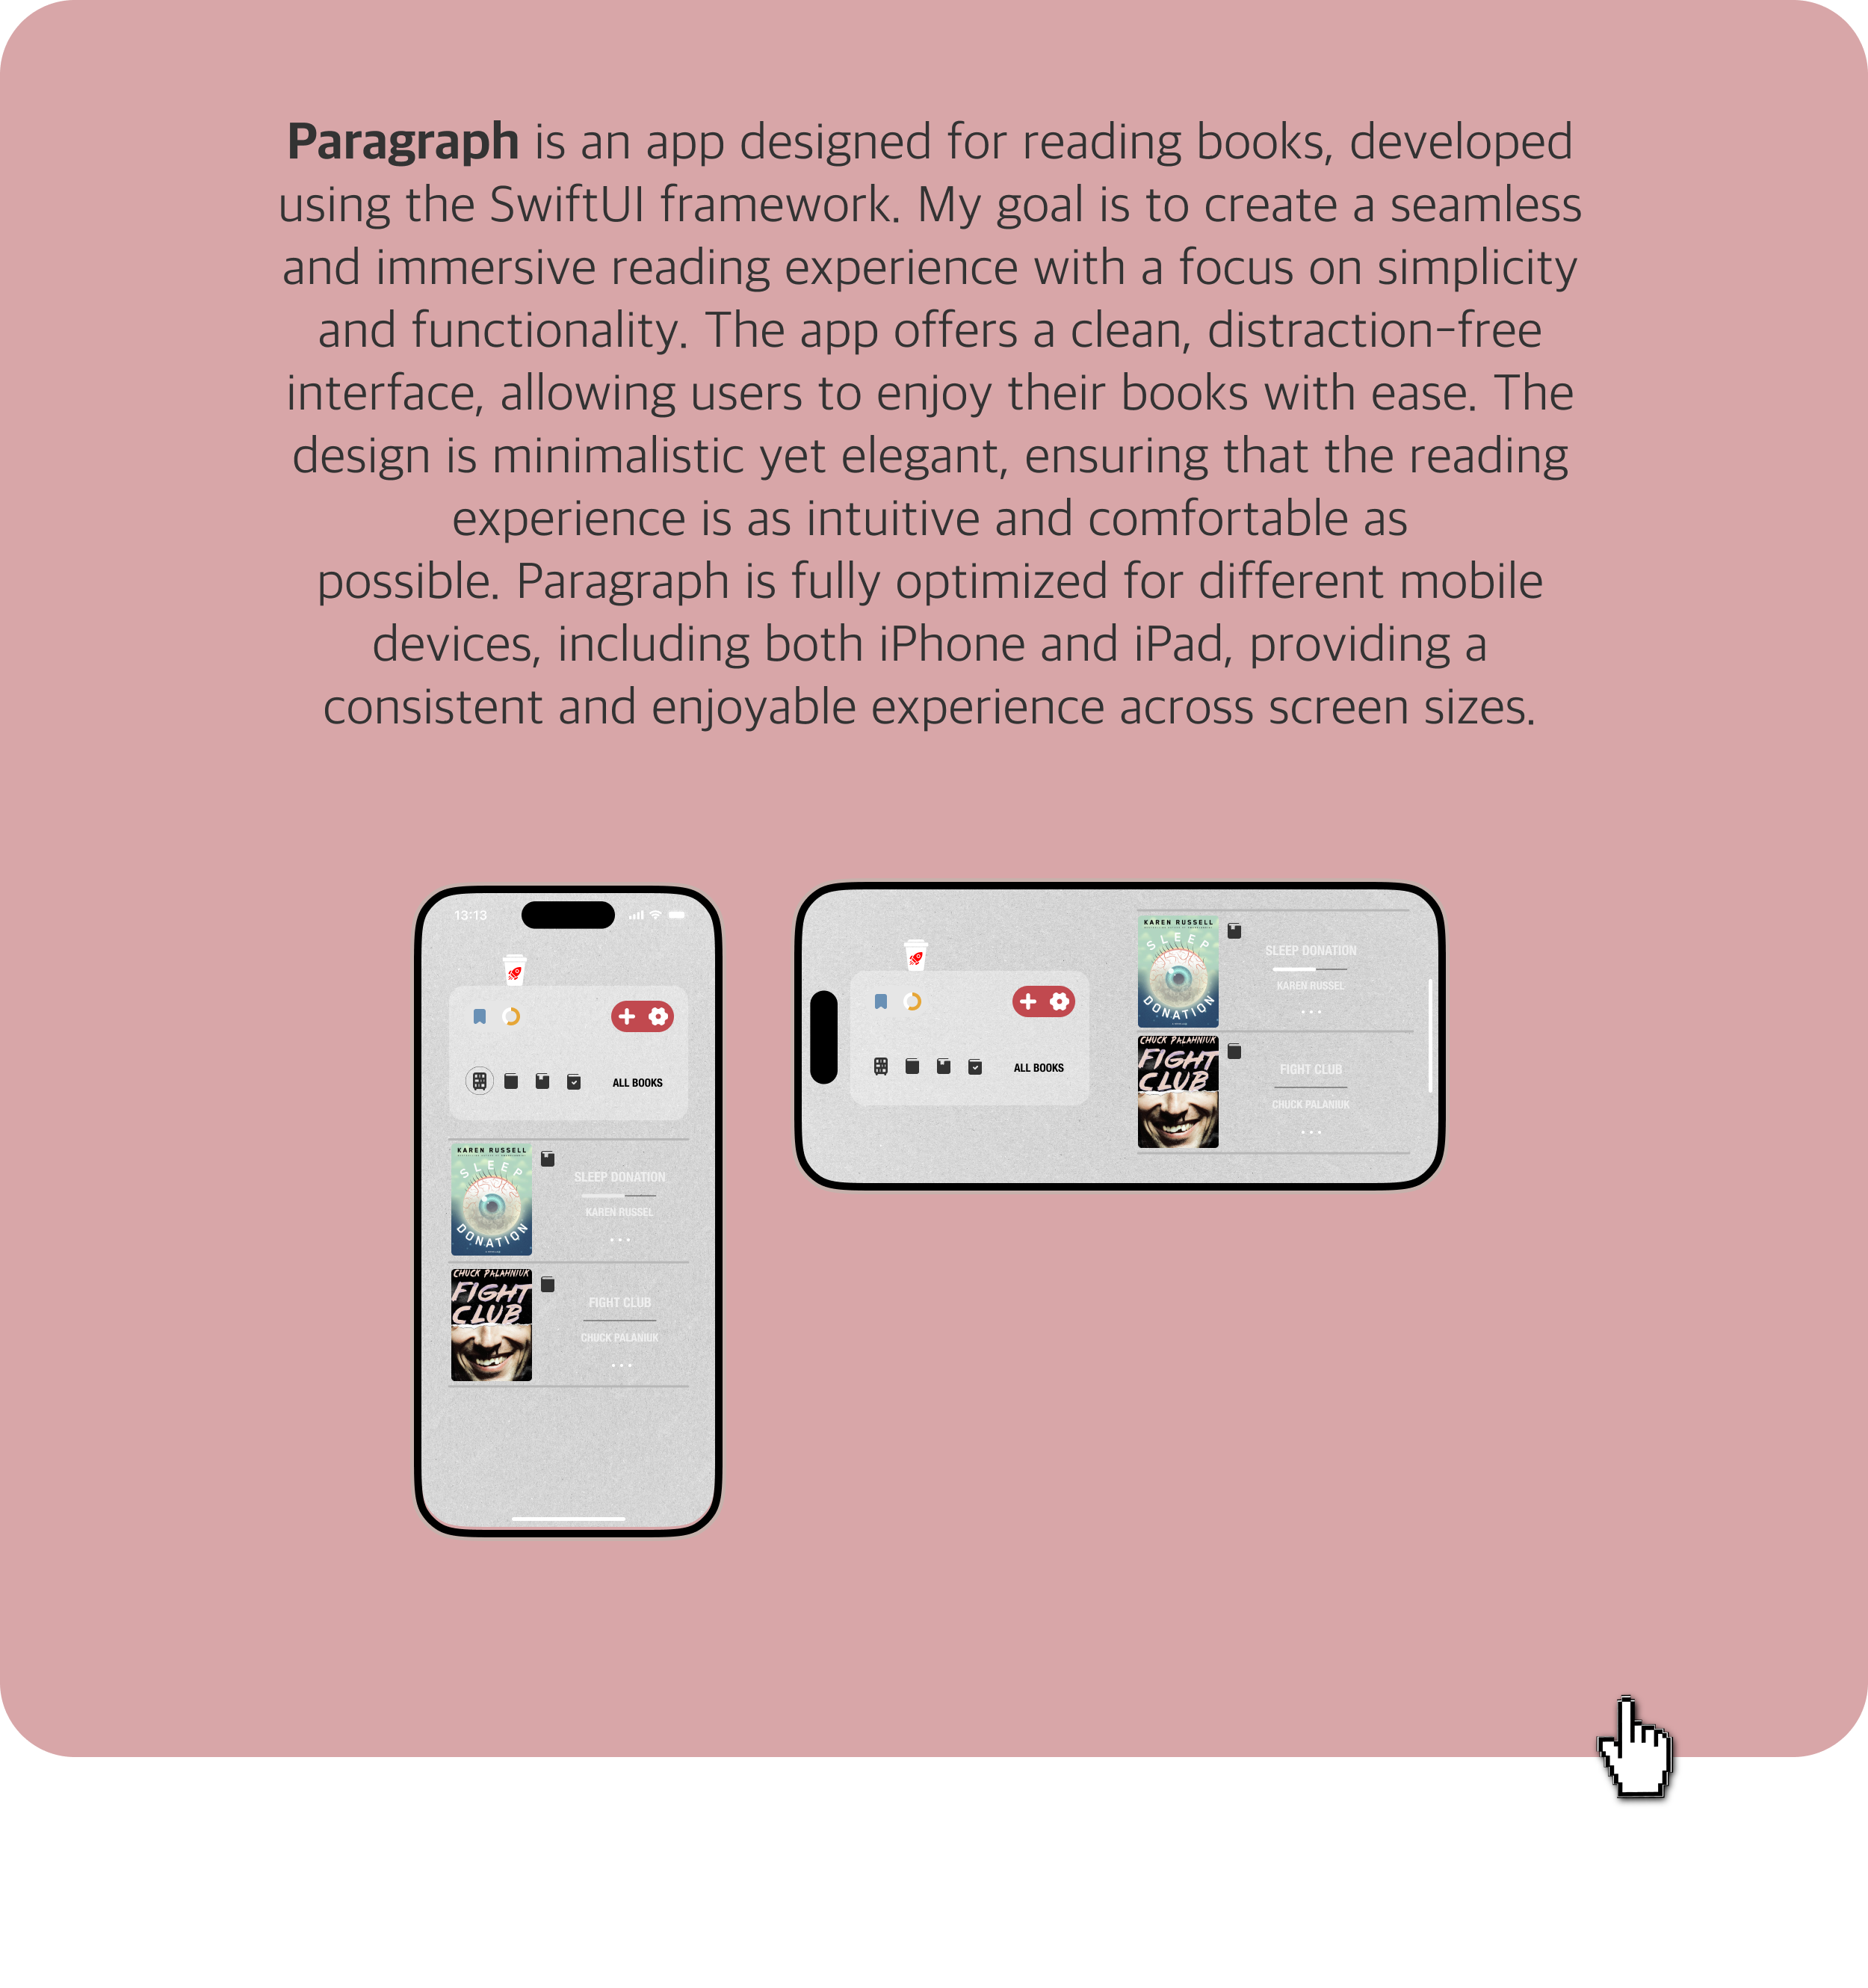 Paragraph is an app designed for reading books, developed
using the SwiftUI framework. My goal is to create a seamless
and immersive reading experience with a focus on simplicity
and functionality. The app offers a clean, distraction-free
interface, allowing users to enjoy their books with ease. The
design is minimalistic yet elegant, ensuring that the reading
experience is as intuitive and comfortable as
possible. Paragraph is fully optimized for different mobile
devices, including both iPhone and iPad, providing a
consistent and enjoyable experience across screen sizes.
13:13
ALL BOOKS
KAREN RUSSELL
SLEEP
DONATION
SLEEP DONATION
KAREN RUSSEL
CHUCK PALAHNIUK
FIGHT
CLUB
FIGHT CLUB
CHUCK PALANIUK
ALL BOOKS
KAREN RUSSELL
SLEEP
DONATION
SLEEP DONATION
KAREN RUSSELL
CHUCK PALAHNIUK
FIGHT
CLUB
FIGHT CLUB
CHUCK PALANIUK